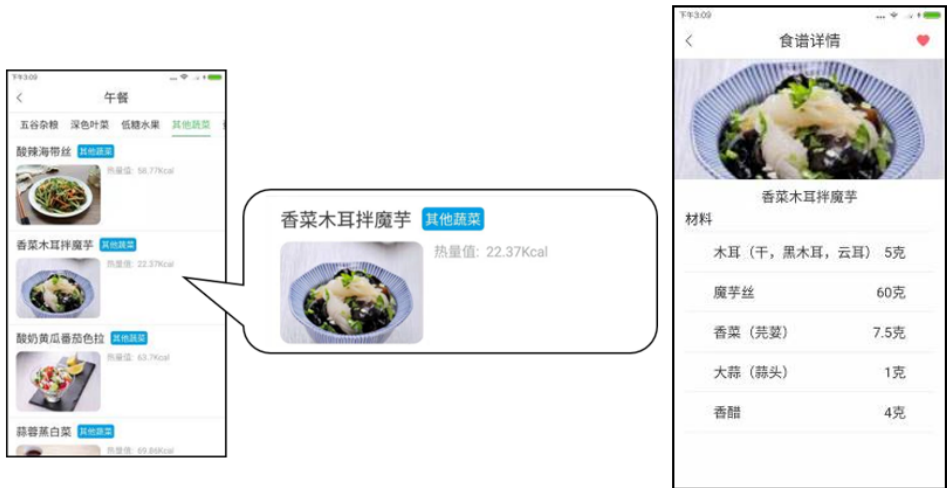 下午3:09
午餐
五谷杂粮 深色叶菜 低糖水果 其他蔬菜
酸辣海带丝 其他蔬菜
热量值: 58.77Kcal
香菜木耳拌魔芋 其他蔬菜
热量值: 22.37Kcal
酸奶黄瓜番茄色拉 其他蔬菜
热量值: 63.7Kcal
蒜蓉蒸白菜 其他蔬菜
热量值: 69.86Kcal
香菜木耳拌魔芋 其他蔬菜
热量值: 22.37Kcal
下午3:09
食谱详情
香菜木耳拌魔芋
材料
木耳（干，黑木耳，云耳） 5克
魔芋丝 60克
香菜（芫荽） 7.5克
大蒜（蒜头） 1克
香醋 4克